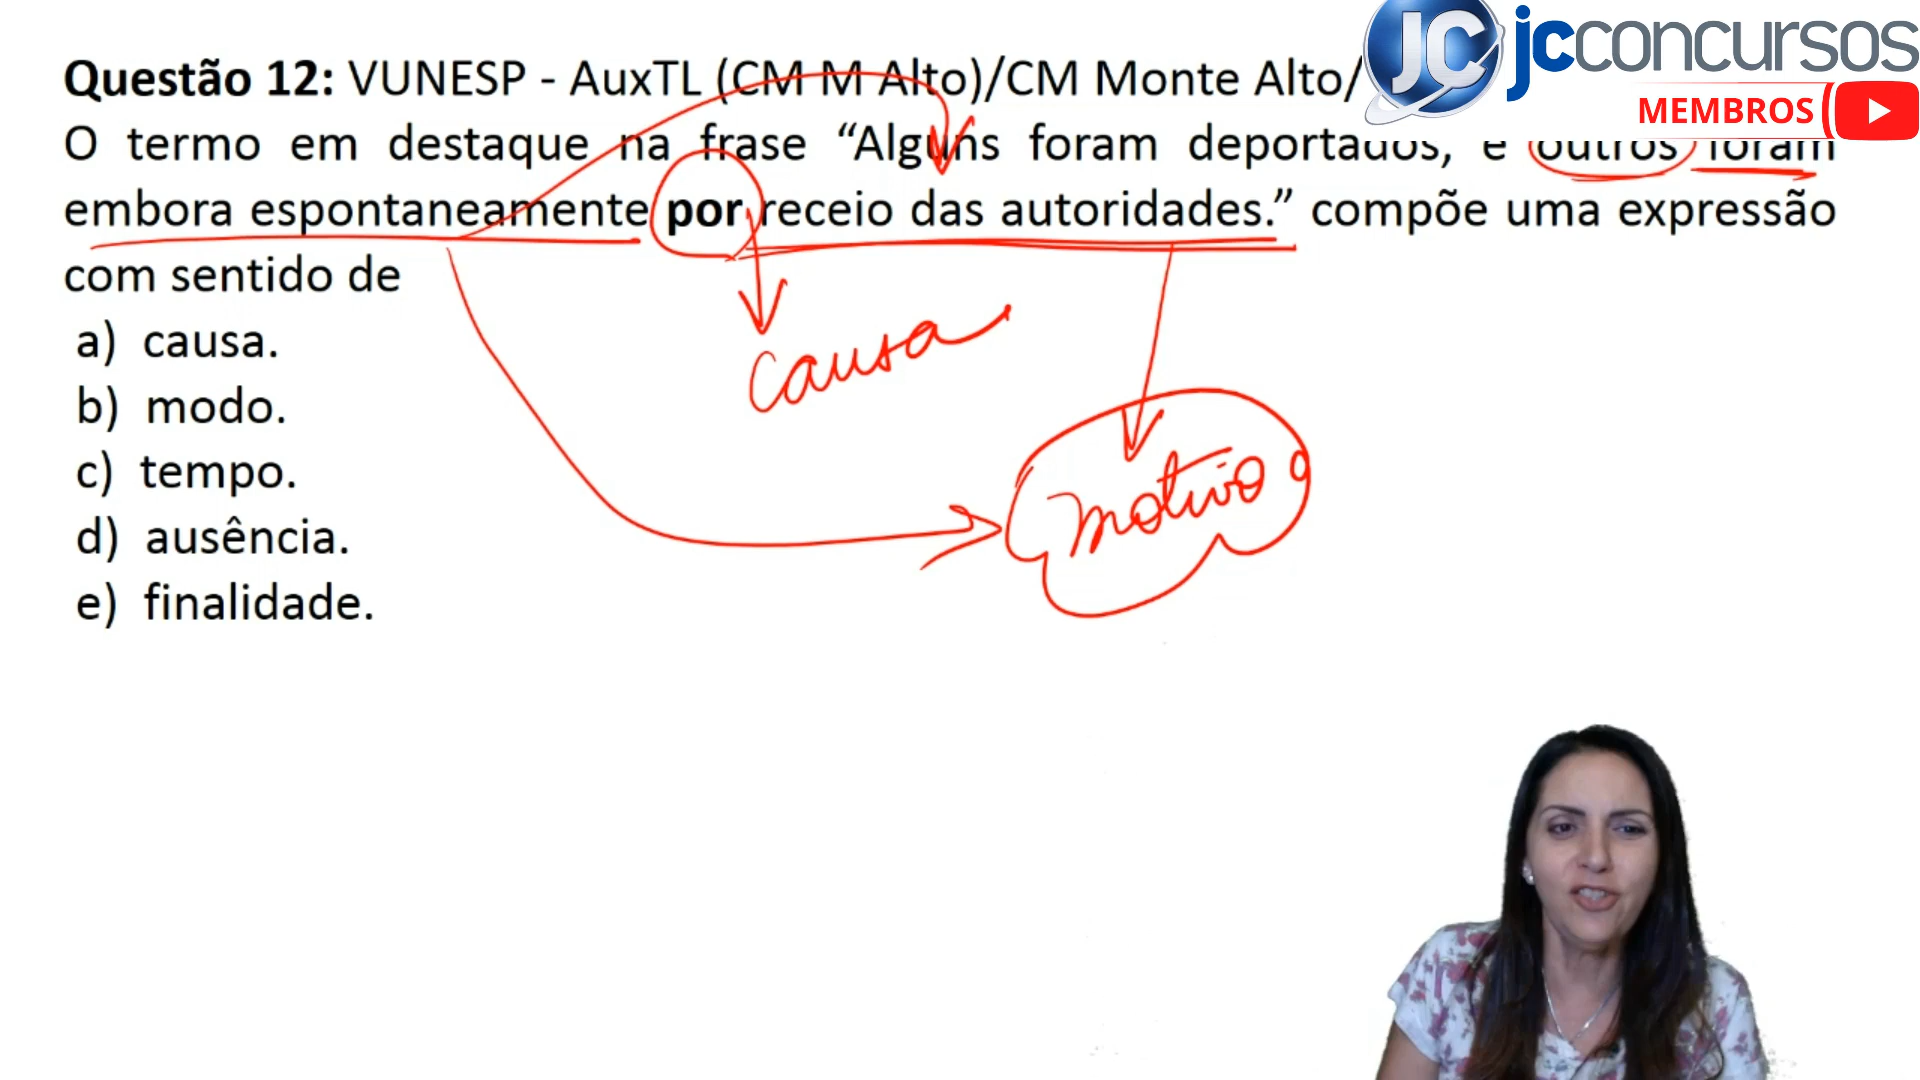 Questão 12: VUNESP - AuxTL (CM M Alto)/CM Monte Alto/
JC jcconcursos
MEMBROS
O termo em destaque na frase “Alguns foram deportados, e outros foram
embora espontaneamente por receio das autoridades.” compõe uma expressão
com sentido de
a) causa.
b) modo.
c) tempo.
d) ausência.
e) finalidade.
causa
motivo